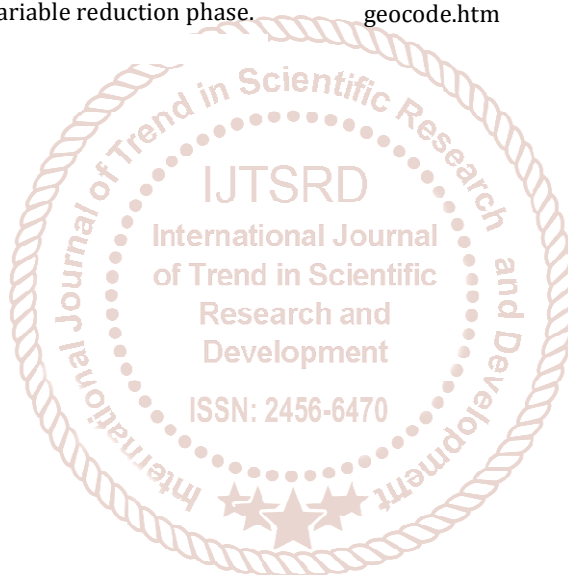 ariable reduction phase.
geocode.htm
International Journal of Trend in Scientific Research and Development
IJTSRD
International Journal
of Trend in Scientific
Research and
Development
ISSN: 2456-6470